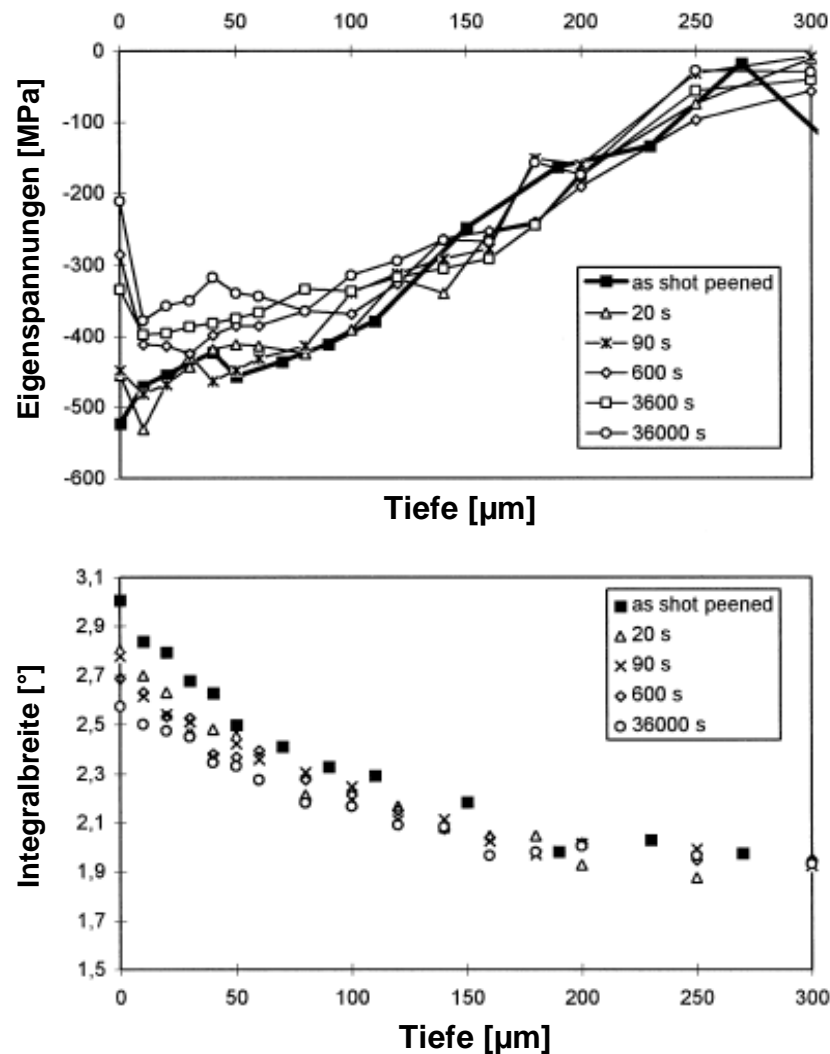 0 50 100 150 200 250 300
0
-100
-200
-300
-400
-500
-600
Eigenspannungen [MPa]
as shot peened
20 s
90 s
600 s
3600 s
36000 s
Tiefe [µm]
3,1
2,9
2,7
2,5
2,3
2,1
1,9
1,7
1,5
Integralbreite [°]
as shot peened
20 s
90 s
600 s
36000 s
0 50 100 150 200 250 300
Tiefe [µm]